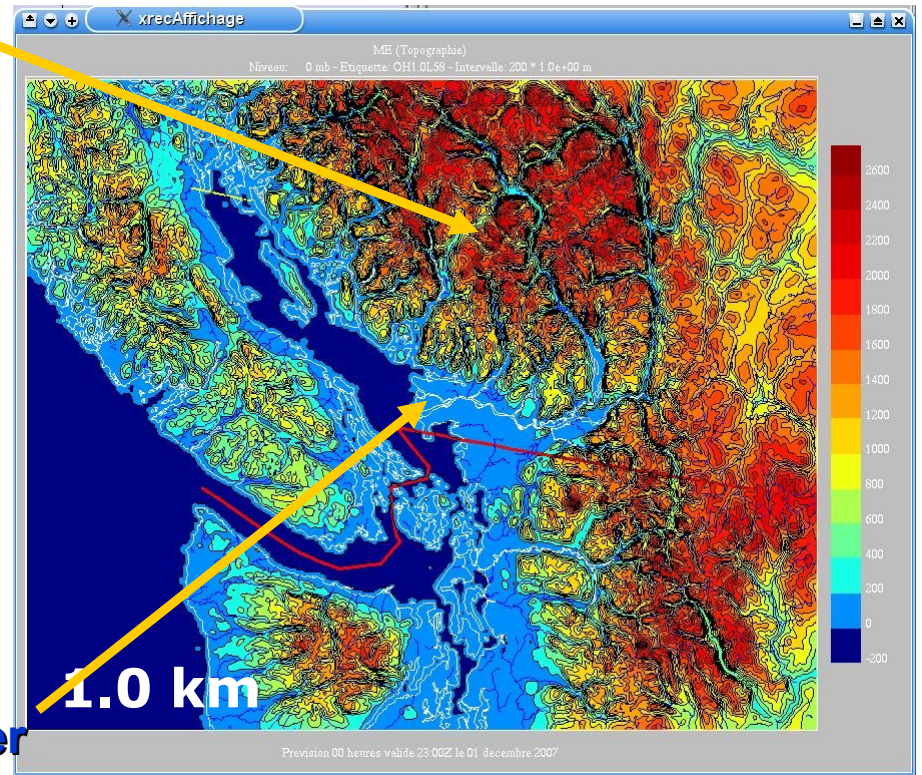 xrecAffichage
ME (Topographie)
Niveau: 0 mb - Etiquette: OH1.0L58 - Intervalle: 200 * 1.0e+00 m
2600
2400
2200
2000
1800
1600
1400
1200
1000
800
600
400
200
0
-200
1.0 km
er
Prevision 00 heures valide 23:00Z le 01 decembre 2007